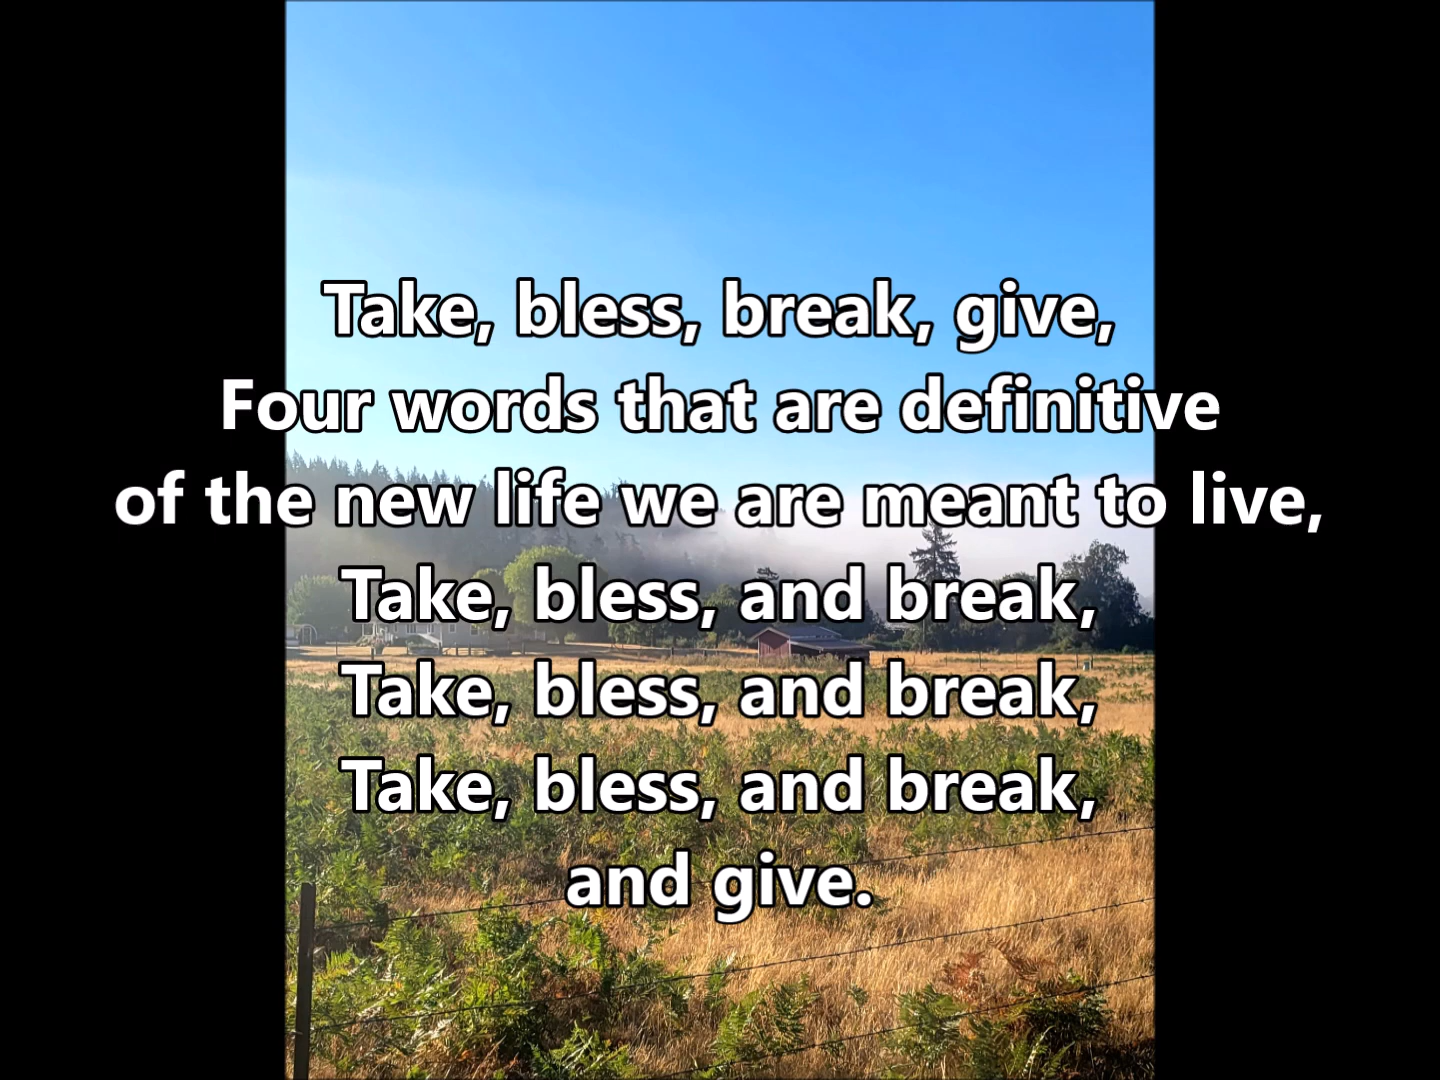 Take, bless, break, give,
Four words that are definitive
of the new life we are meant to live,
Take, bless, and break,
Take, bless, and break,
Take, bless, and break,
and give.